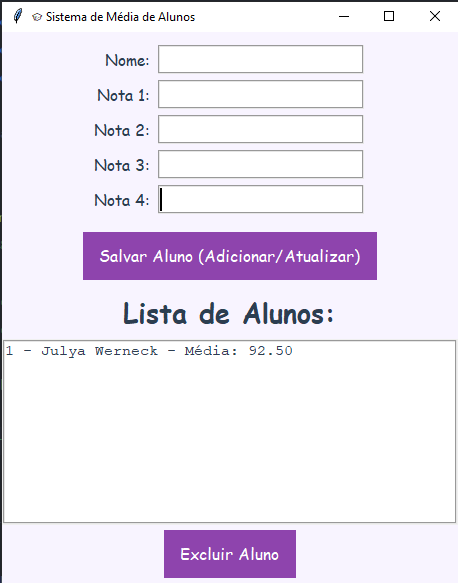 Sistema de Média de Alunos
Nome:
Nota 1:
Nota 2:
Nota 3:
Nota 4:
Salvar Aluno (Adicionar/Atualizar)
Lista de Alunos:
1 - Julya Werneck - Média: 92.50
Excluir Aluno